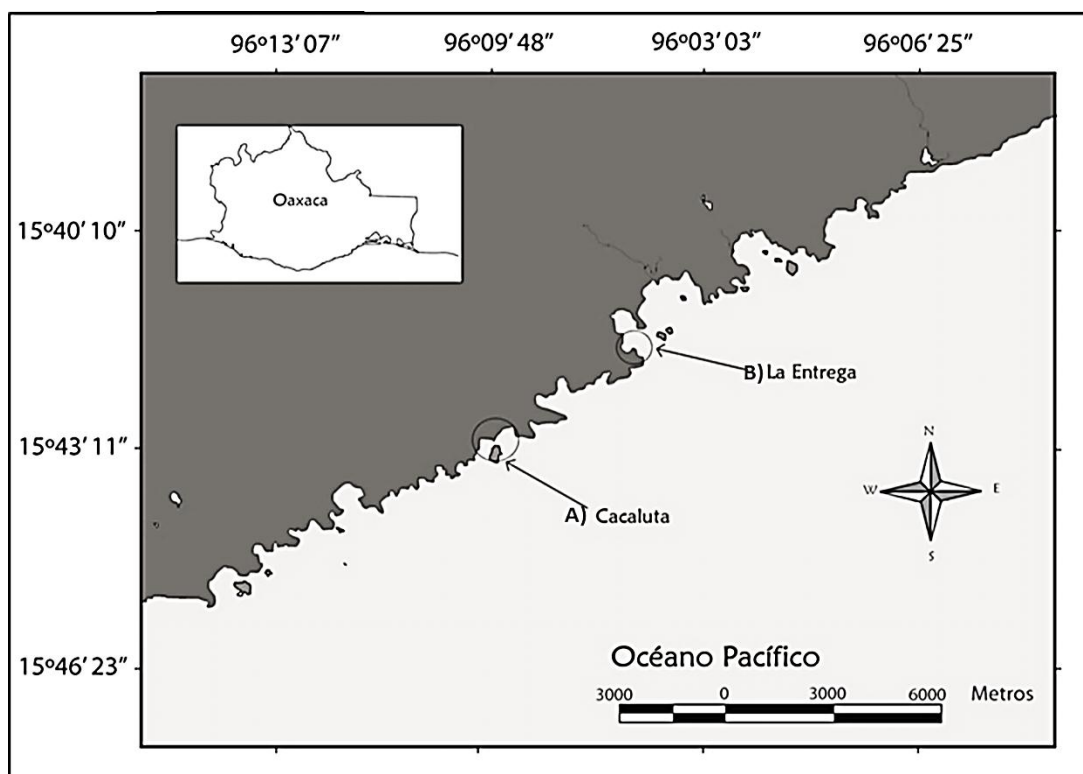 96º13’07” 96º09’48” 96º03’03” 96º06’25”
Oaxaca
15º40’10”
B) La Entrega
15º43’11”
N
W E
S
A) Cacaluta
15º46’23”
Océano Pacífico
3000 0 3000 6000 Metros